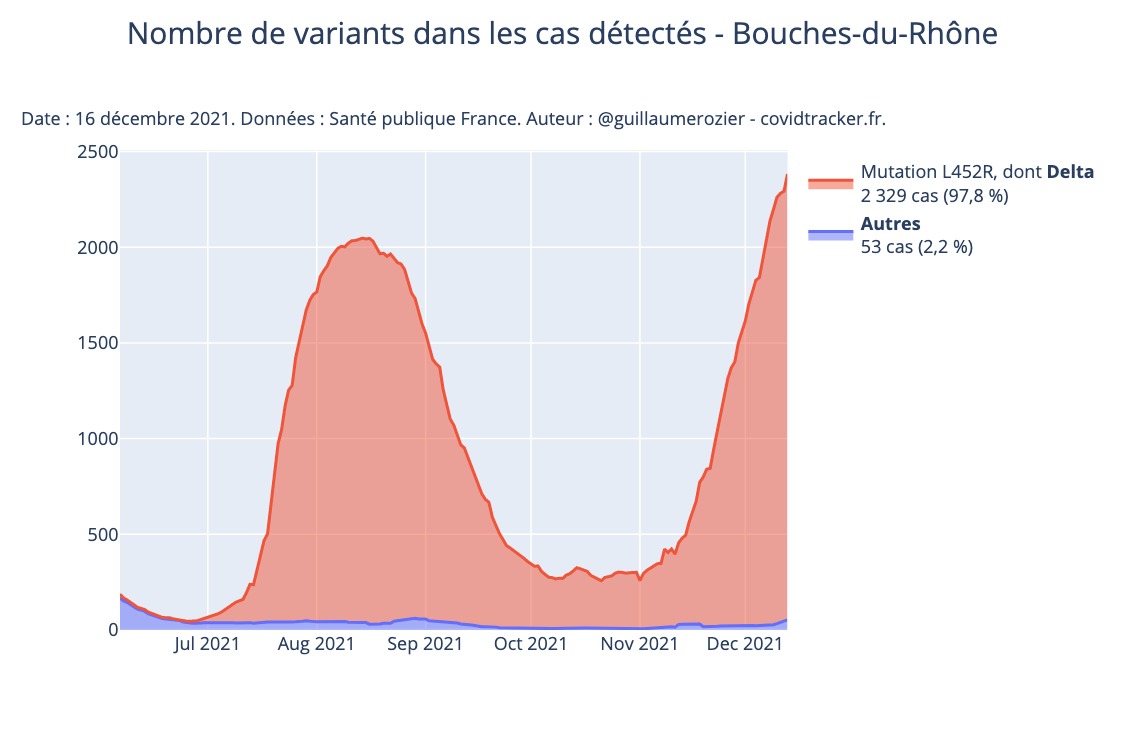 Nombre de variants dans les cas détectés - Bouches-du-Rhône
Date : 16 décembre 2021. Données : Santé publique France. Auteur : @guillaumerozier - covidtracker.fr.
2500
2000
1500
1000
500
0
Jul 2021
Aug 2021
Sep 2021
Oct 2021
Nov 2021
Dec 2021
Mutation L452R, dont Delta
2 329 cas (97,8 %)
Autres
53 cas (2,2 %)